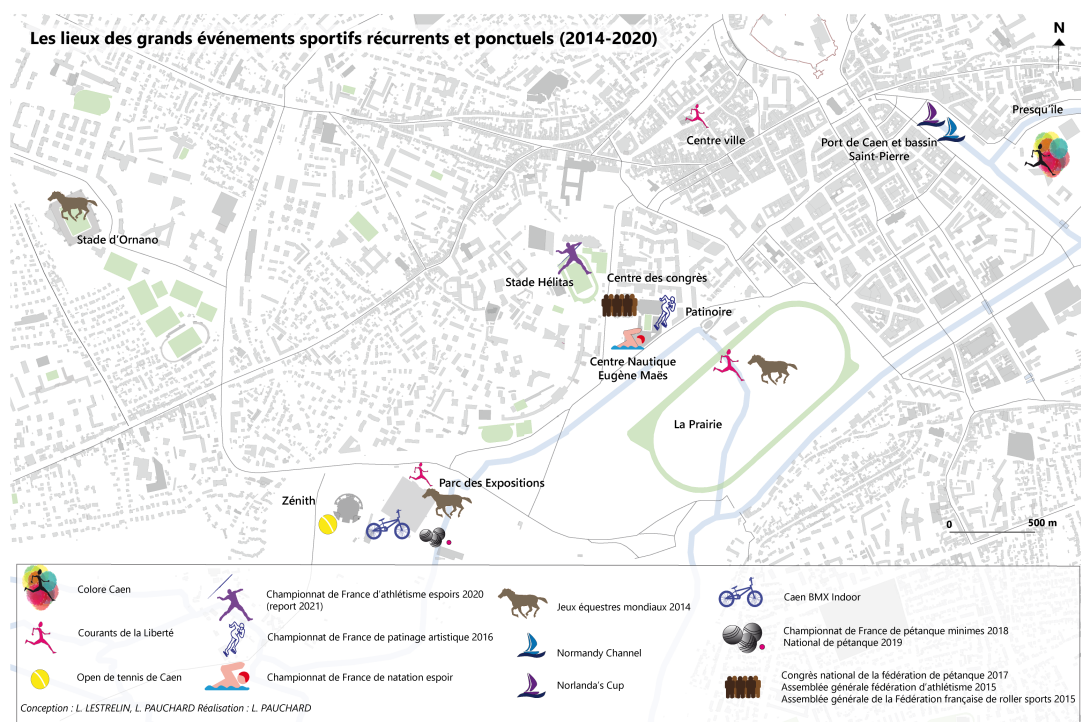 Les lieux des grands événements sportifs récurrents et ponctuels (2014-2020)
N
Presqu'île
Centre ville
Port de Caen et bassin
Saint-Pierre
Stade d'Ornano
Stade Hélitas
Centre des congrès
Patinoire
Centre Nautique
Eugène Maës
La Prairie
Parc des Expositions
Zénith
0 500 m
Colore Caen
Courants de la Liberté
Open de tennis de Caen
Championnat de France d'athlétisme espoirs 2020
(report 2021)
Championnat de France de patinage artistique 2016
Championnat de France de natation espoir
Jeux équestres mondiaux 2014
Normandy Channel
Norlanda's Cup
Caen BMX Indoor
Championnat de France de pétanque minimes 2018
National de pétanque 2019
Congrès national de la fédération de pétanque 2017
Assemblée générale fédération d'athlétisme 2015
Assemblée générale de la Fédération française de roller sports 2015
Conception : L. LESTRELIN, L. PAUCHARD Réalisation : L. PAUCHARD